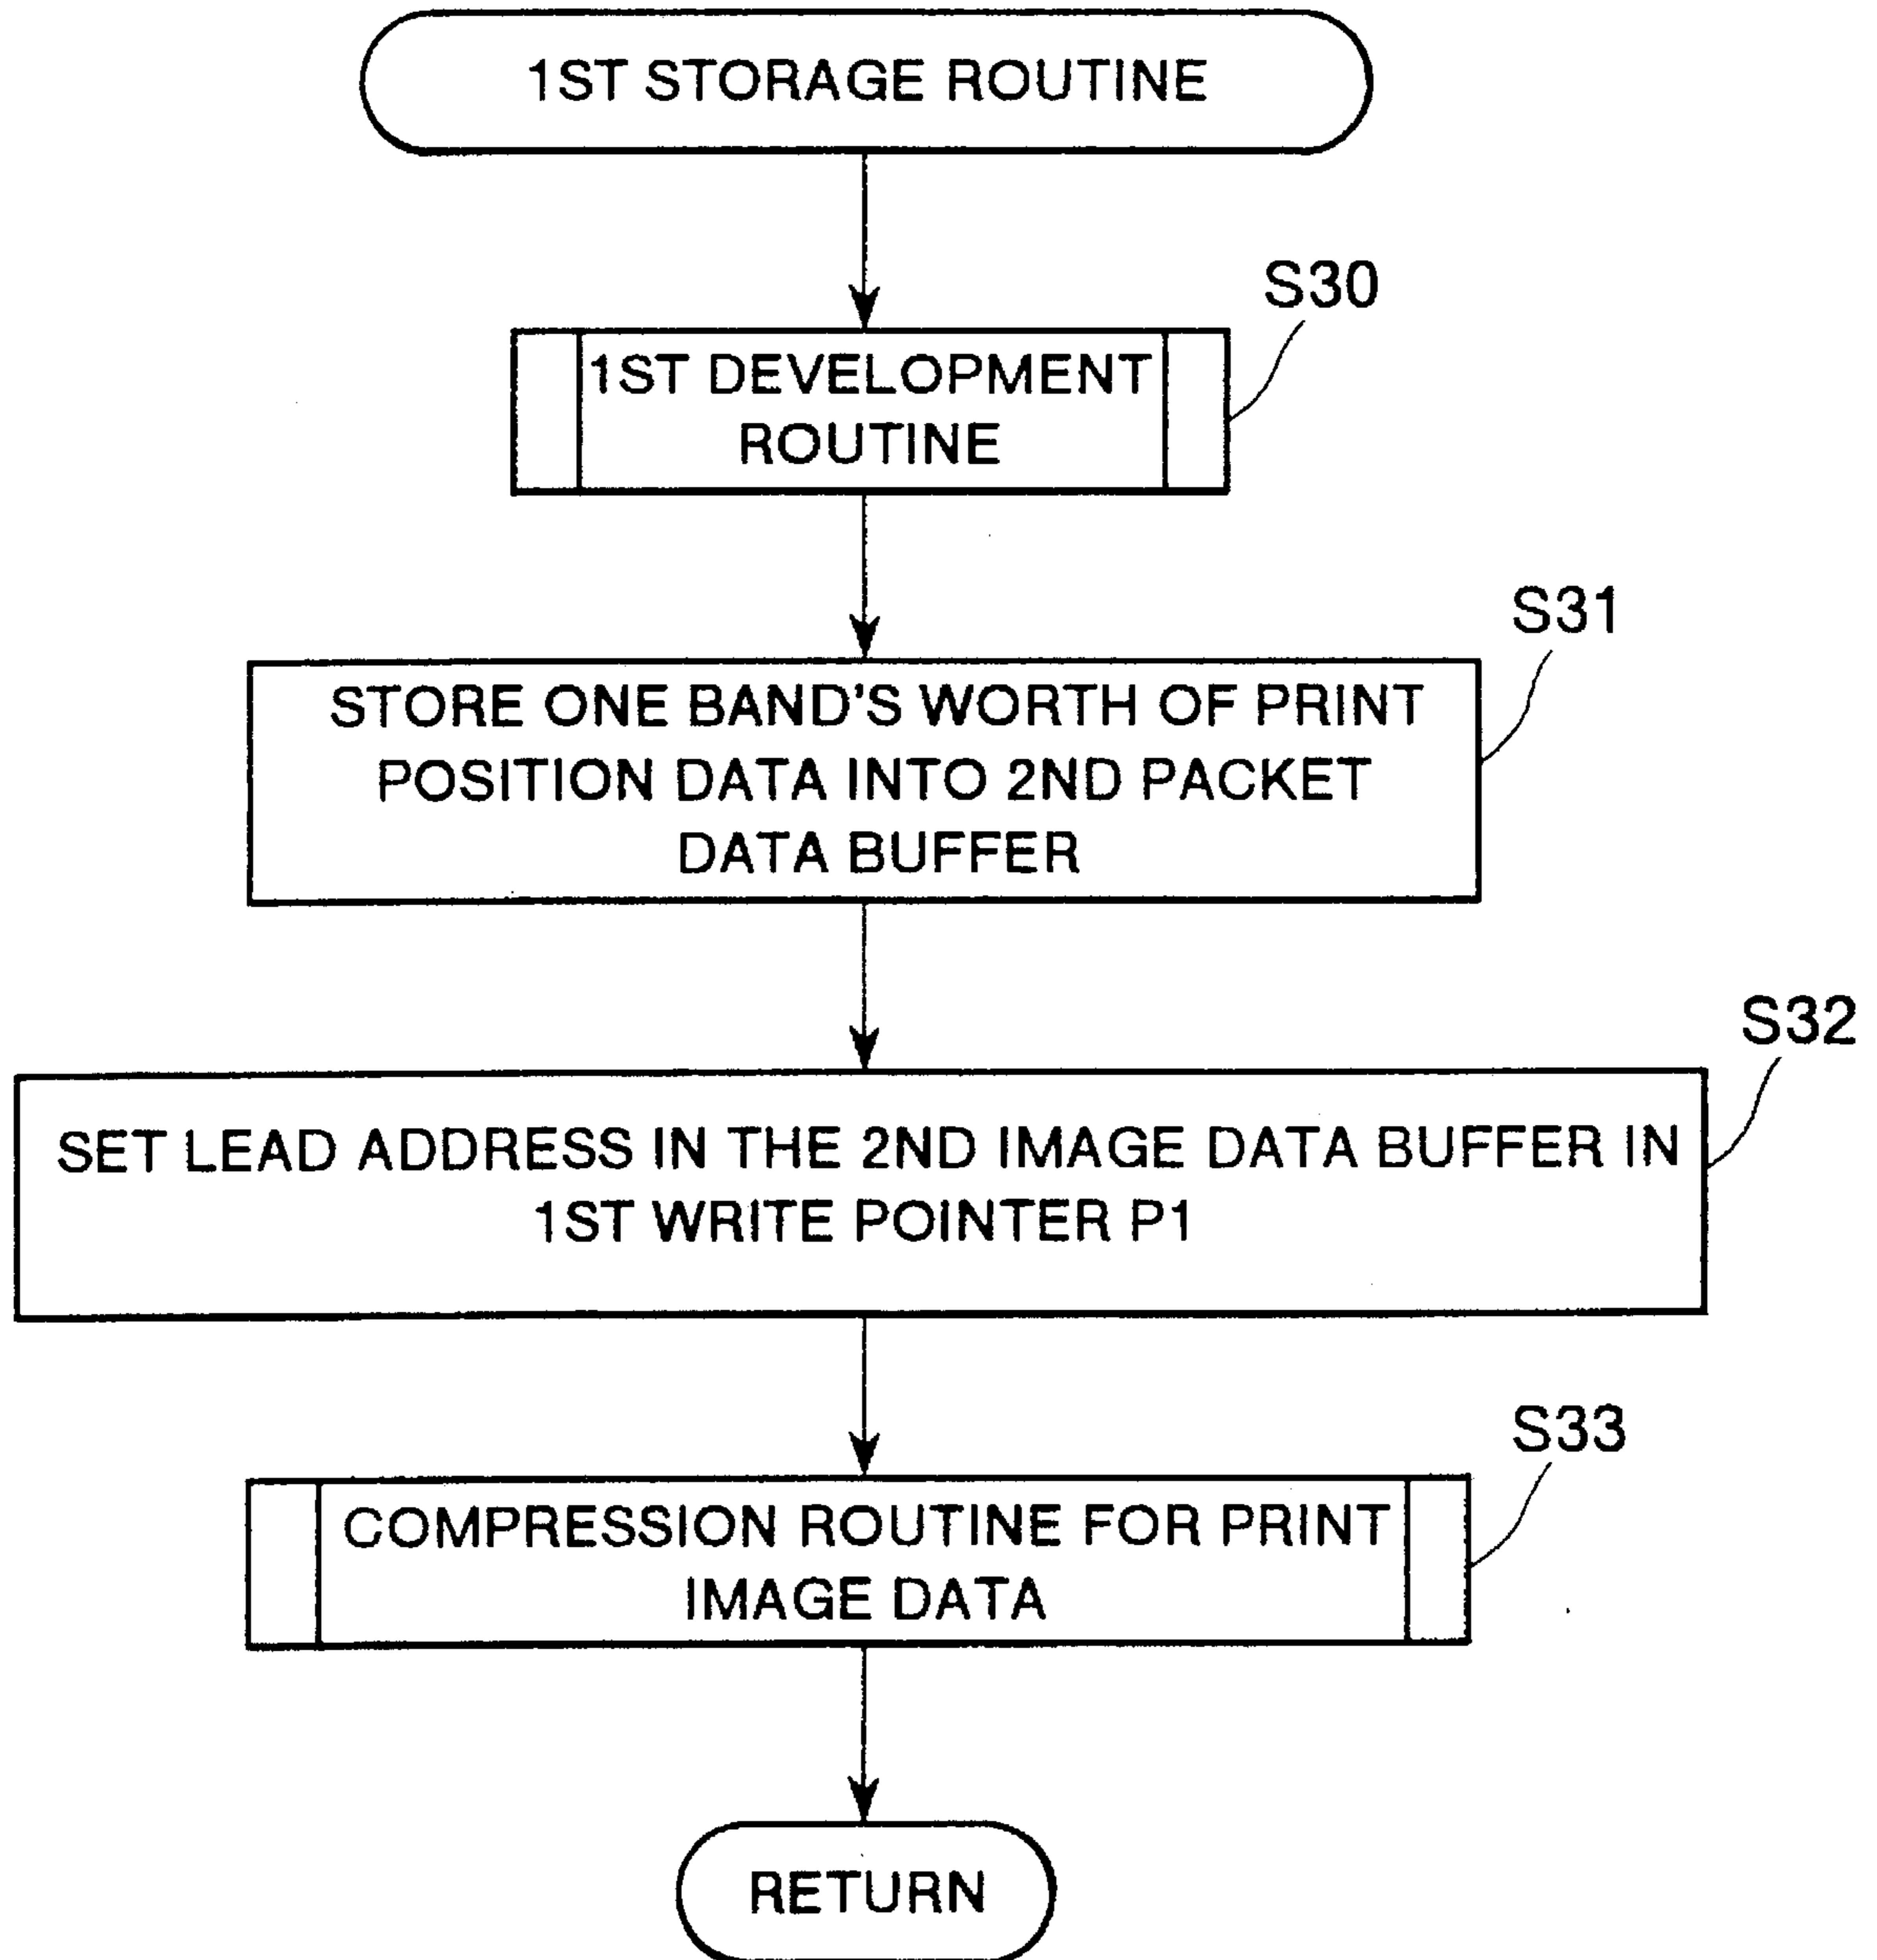 1ST STORAGE ROUTINE
S30
1ST DEVELOPMENT
ROUTINE
S31
STORE ONE BAND'S WORTH OF PRINT
POSITION DATA INTO 2ND PACKET
DATA BUFFER
S32
SET LEAD ADDRESS IN THE 2ND IMAGE DATA BUFFER IN
1ST WRITE POINTER P1
S33
COMPRESSION ROUTINE FOR PRINT
IMAGE DATA
RETURN